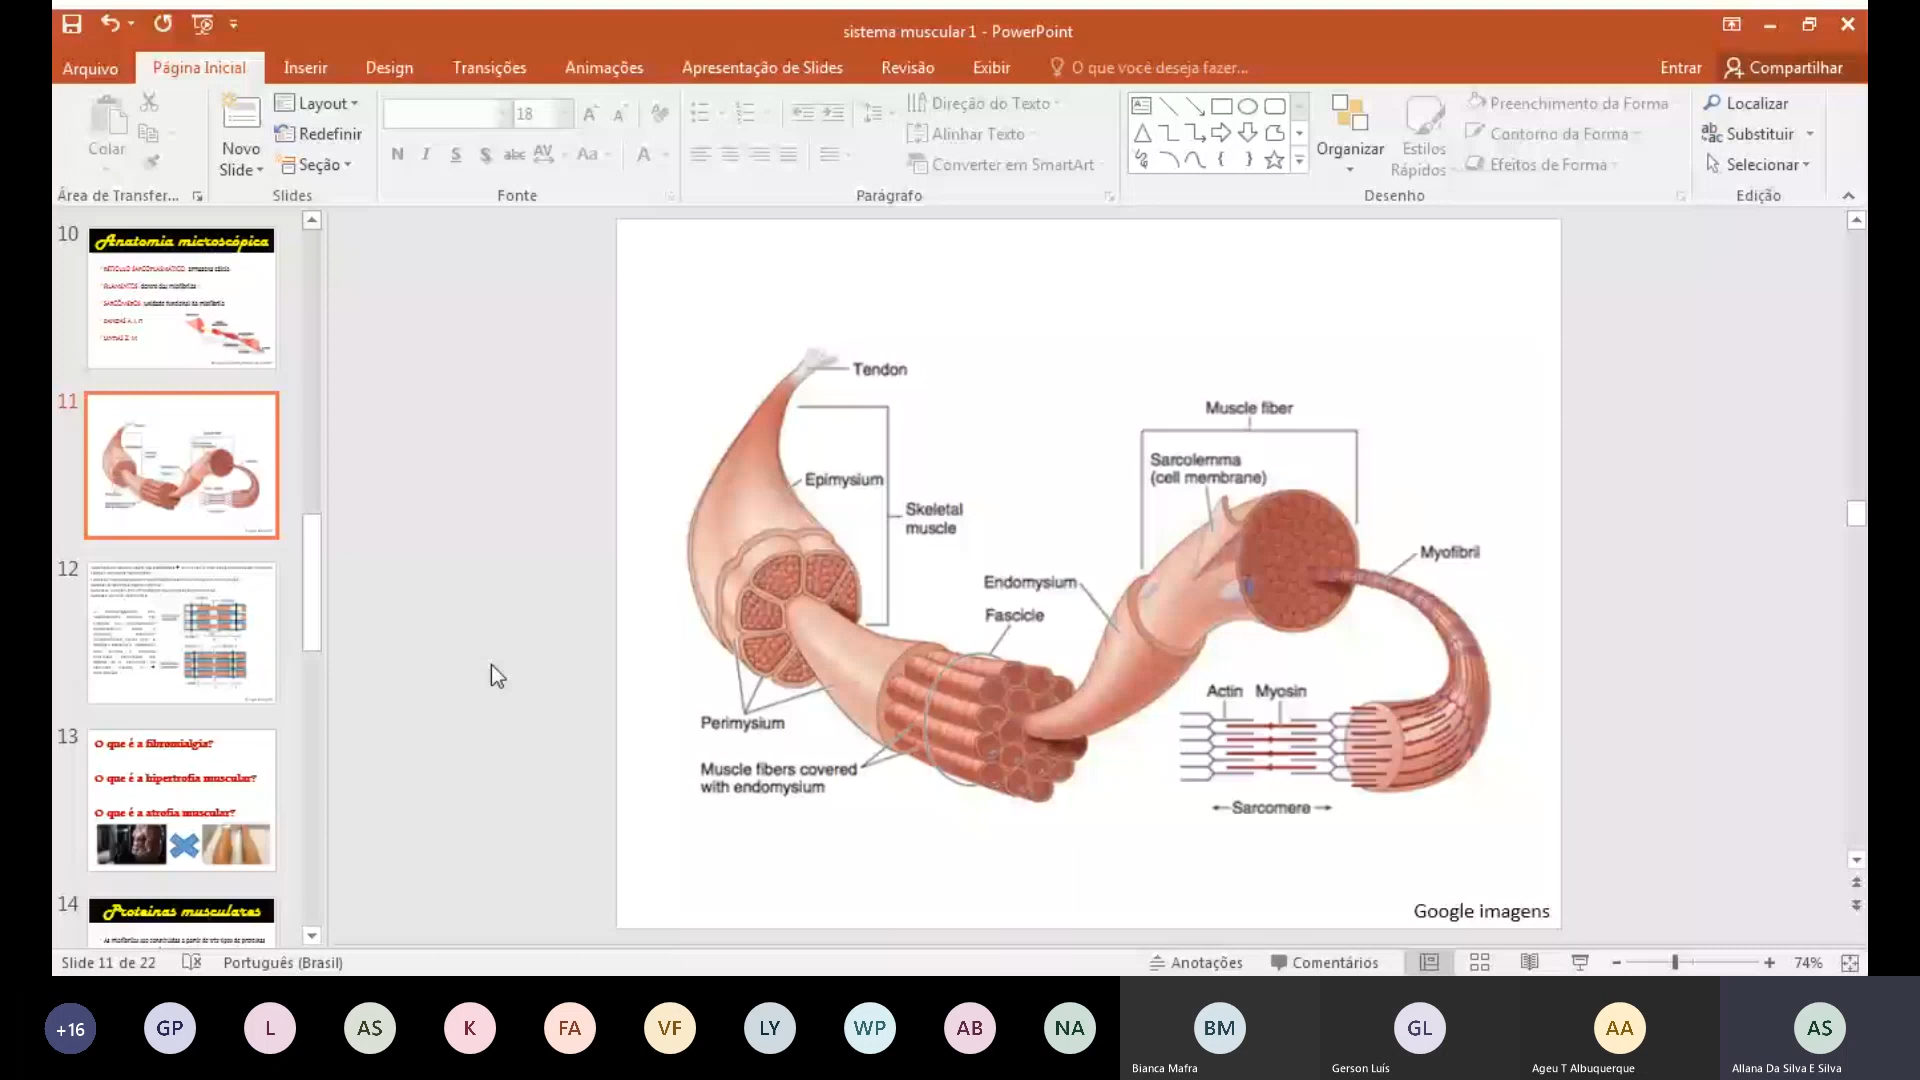 sistema muscular 1 - PowerPoint
Arquivo
Página Inicial
Inserir
Design
Transições
Animações
Apresentação de Slides
Revisão
Exibir
O que você deseja fazer...
Entrar
Compartilhar
Colar
Área de Transfer...
Novo
Slide
Layout
Redefinir
Seção
Slides
18
N I S S abc AV Aa A
Fonte
Direção do Texto
Alinhar Texto
Converter em SmartArt
Parágrafo
Organizar
Estilos
Rápidos
Preenchimento da Forma
Contorno da Forma
Efeitos de Forma
Desenho
Localizar
Substituir
Selecionar
Edição
10
Anatomia microscópica
11
12
13
O que é a fibromialgia?
O que é a hipertrofia muscular?
O que é a atrofia muscular?
14
Proteínas musculares
Tendon
Epimysium
Skeletal
muscle
Perimysium
Muscle fibers covered
with endomysium
Endomysium
Fascicle
Muscle fiber
Sarcolemma
(cell membrane)
Myofibril
Actin Myosin
Sarcomere
Google imagens
Slide 11 de 22
Português (Brasil)
Anotações
Comentários
74%
+16
GP
L
AS
K
FA
VF
LY
WP
AB
NA
BM
Bianca Mafra
GL
Gerson Luís
AA
Ageu T Albuquerque
AS
Allana Da Silva E Silva